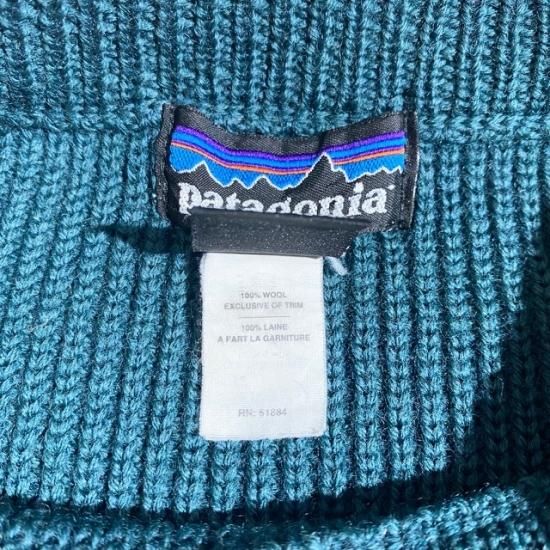 patagonia
100% WOOL
EXCLUSIVE OF TRIM
100% LAINE
A PART LA GARNITURE
RN: 51884